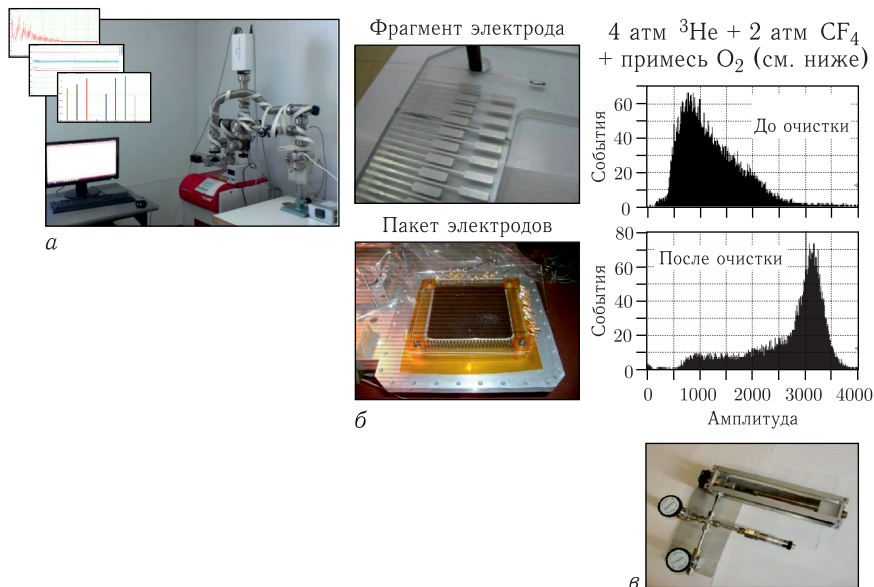 а
Фрагмент электрода
Пакет электродов
б
4 атм ³He + 2 атм CF₄
+ примесь O₂ (см. ниже)
До очистки
События
60
40
20
0
После очистки
События
80
60
40
20
0
0 1000 2000 3000 4000
Амплитуда
в